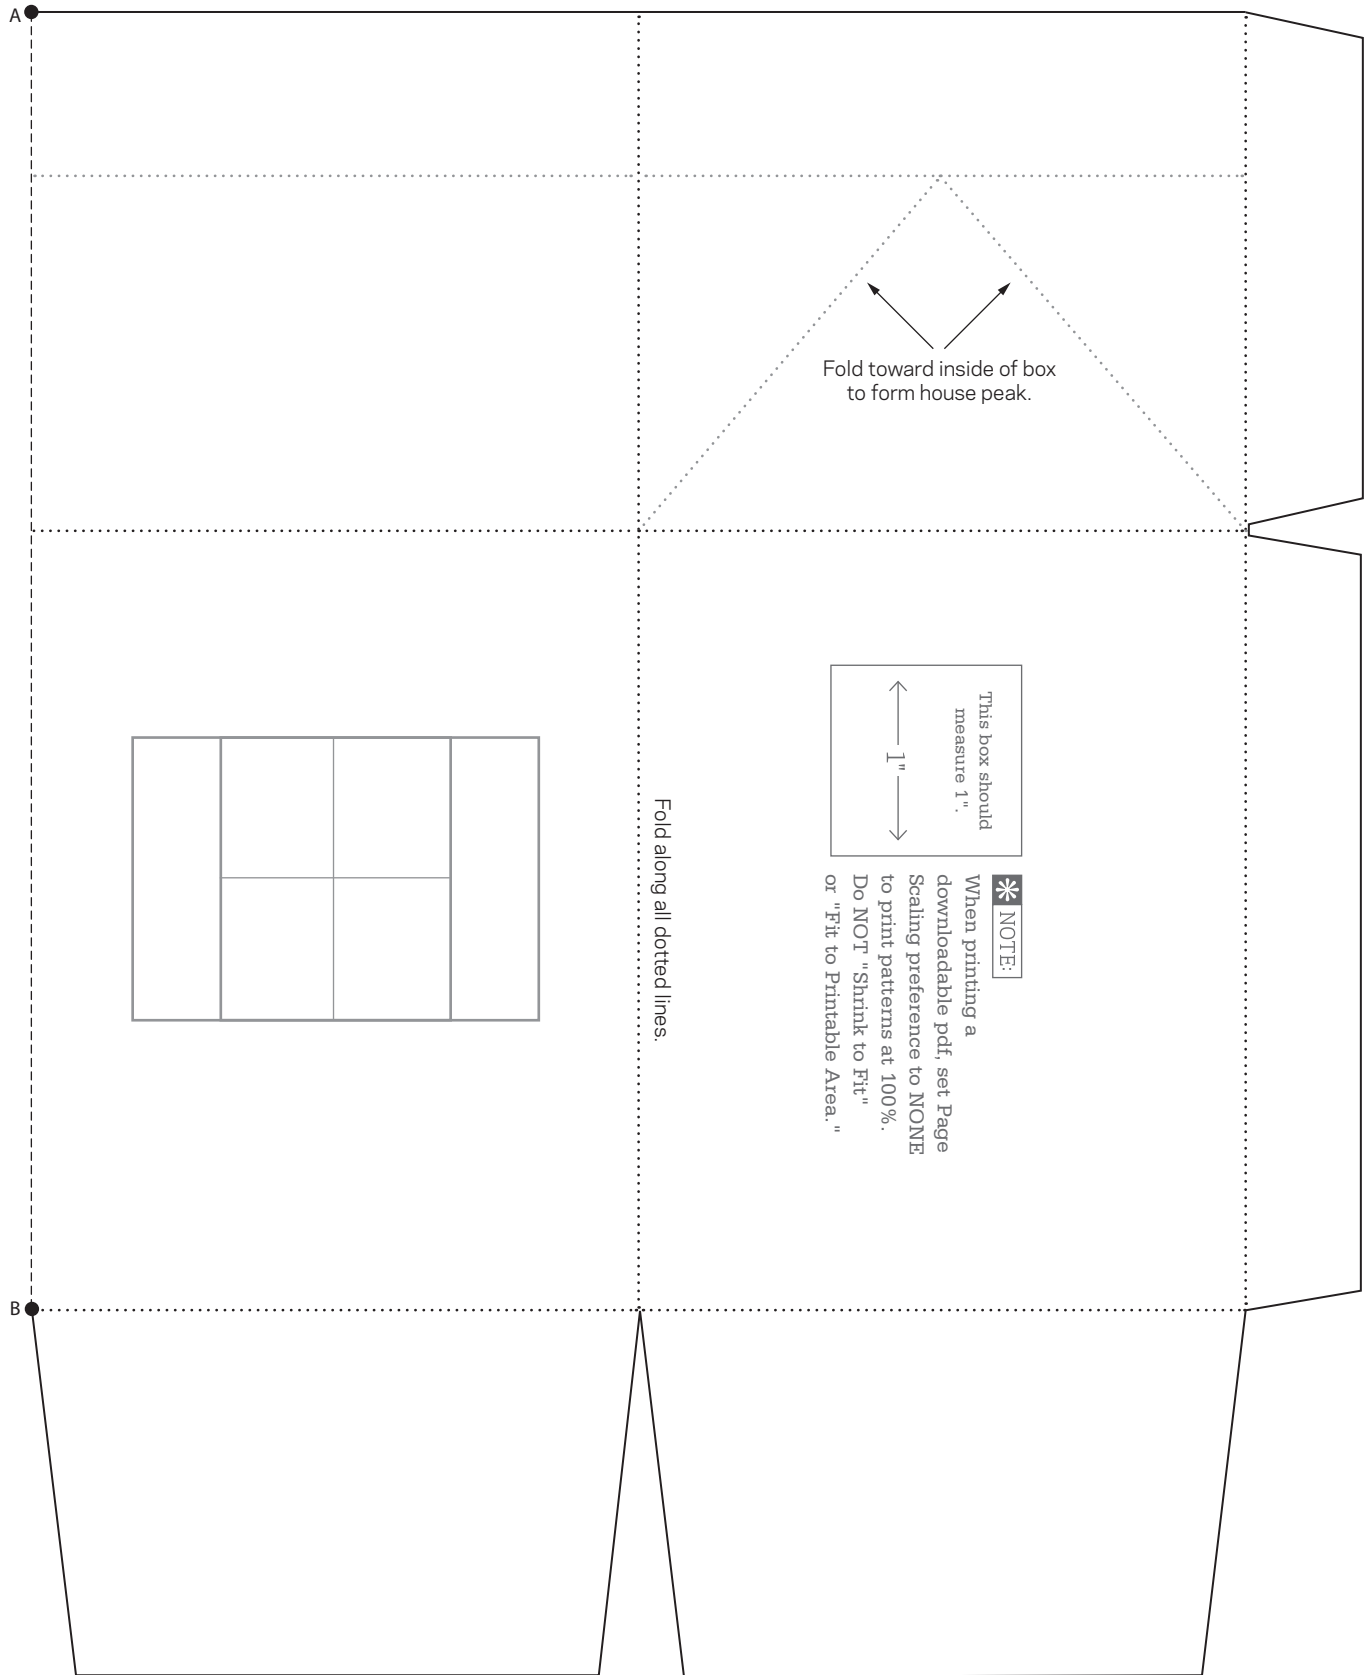 A
Fold toward inside of box
to form house peak.
This box should
measure 1".
1"
NOTE:
When printing a
downloadable pdf, set Page
Scaling preference to NONE
to print patterns at 100%.
Do NOT "Shrink to Fit"
or "Fit to Printable Area."
Fold along all dotted lines.
B